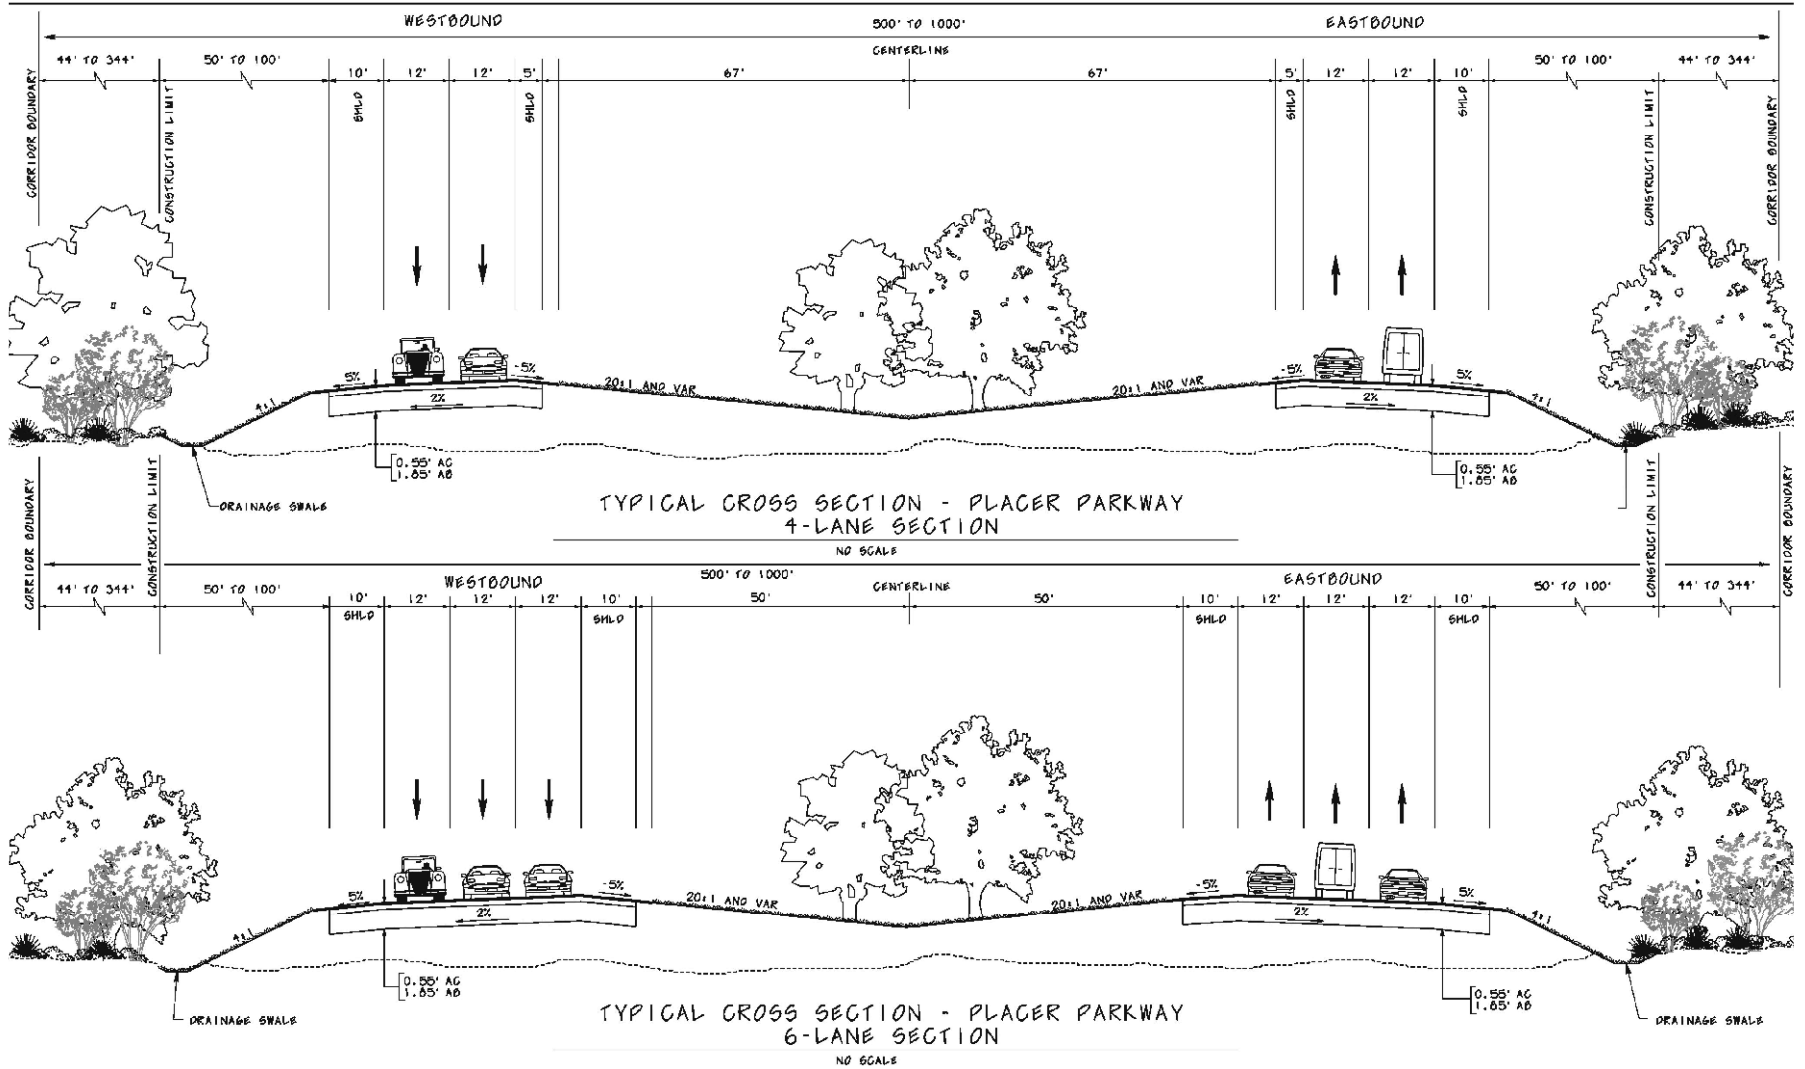 WESTBOUND 500' TO 1000' EASTBOUND
CENTERLINE
44' TO 344' 50' TO 100' 10' 12' 12' 5' 67' 67' 5' 12' 12' 10' 50' TO 100' 44' TO 344'
CORRIDOR BOUNDARY
CONSTRUCTION LIMIT
SHLD
SHLD
SHLD
SHLD
CONSTRUCTION LIMIT
CORRIDOR BOUNDARY
4:1 5% 2% -5% 20:1 AND VAR 20:1 AND VAR -5% 2% 5% 4:1
0.55' AC
1.85' AB
0.55' AC
1.85' AB
DRAINAGE SWALE
TYPICAL CROSS SECTION - PLACER PARKWAY
4-LANE SECTION
NO SCALE
CORRIDOR BOUNDARY
CONSTRUCTION LIMIT
CONSTRUCTION LIMIT
CORRIDOR BOUNDARY
WESTBOUND 500' TO 1000' CENTERLINE EASTBOUND
44' TO 344' 50' TO 100' 10' 12' 12' 12' 10' 50' 50' 10' 12' 12' 12' 10' 50' TO 100' 44' TO 344'
SHLD SHLD SHLD SHLD
4:1 5% 2% -5% 20:1 AND VAR 20:1 AND VAR -5% 2% 5% 4:1
0.55' AC
1.85' AB
0.55' AC
1.85' AB
DRAINAGE SWALE
DRAINAGE SWALE
TYPICAL CROSS SECTION - PLACER PARKWAY
6-LANE SECTION
NO SCALE